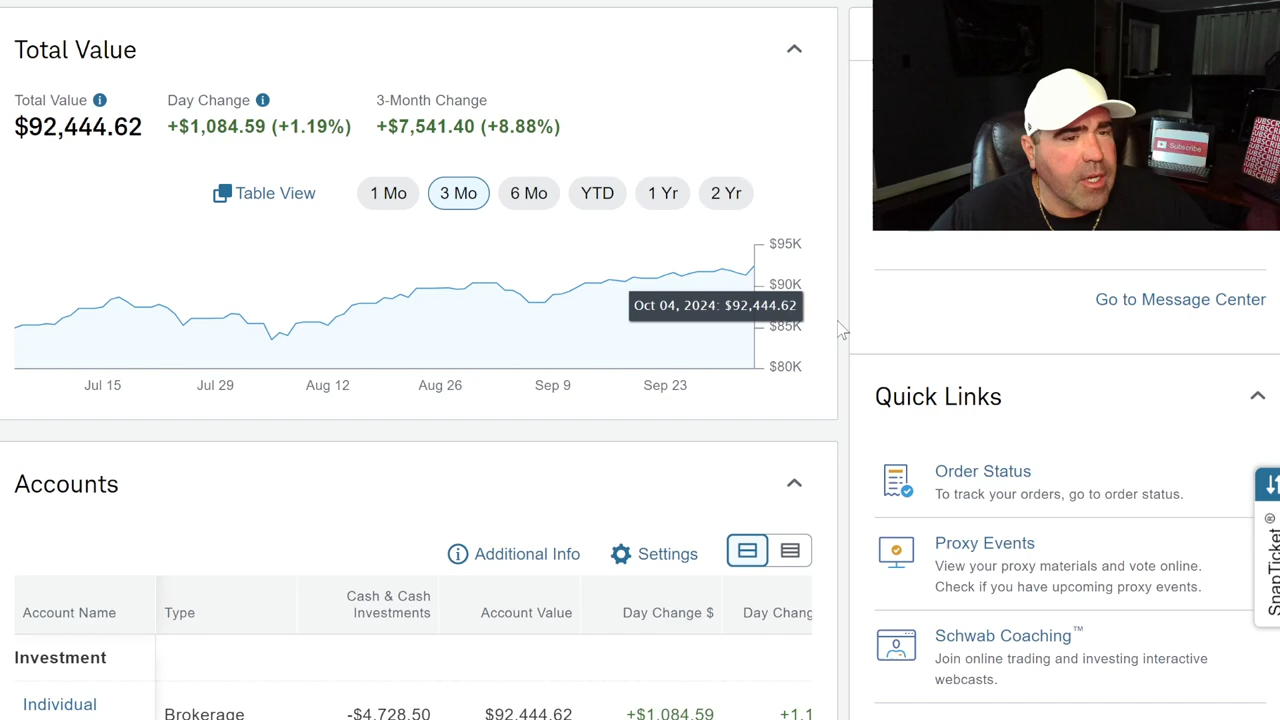 Total Value
Total Value
Day Change
3-Month Change
$92,444.62
+$1,084.59 (+1.19%)
+$7,541.40 (+8.88%)
Table View
1 Mo
3 Mo
6 Mo
YTD
1 Yr
2 Yr
$95K
$90K
$85K
$80K
Oct 04, 2024: $92,444.62
Jul 15
Jul 29
Aug 12
Aug 26
Sep 9
Sep 23
Accounts
Additional Info
Settings
Account Name
Type
Cash & Cash
Investments
Account Value
Day Change $
Day Chang
Investment
Individual
Brokerage
-$4,728.50
$92,444.62
+$1,084.59
+1.1
Subscribe
SUBSCRIBE
SUBSCRIBE
SUBSCRIBE
SUBSCRIBE
Go to Message Center
Quick Links
Order Status
To track your orders, go to order status.
Proxy Events
View your proxy materials and vote online.
Check if you have upcoming proxy events.
Schwab Coaching™
Join online trading and investing interactive
webcasts.
SnapTicket®